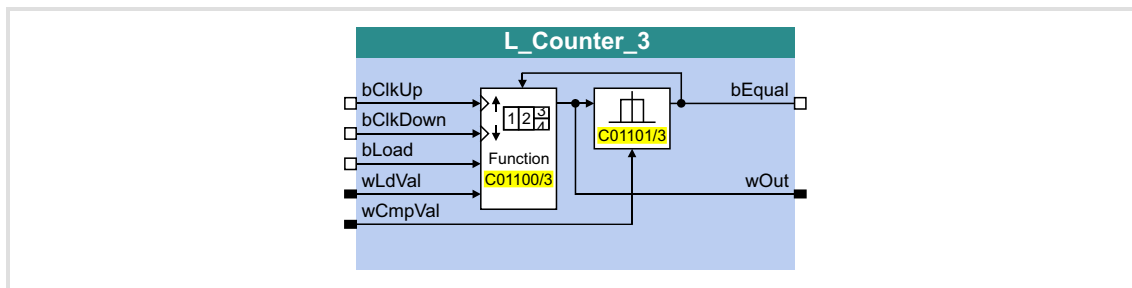 L_Counter_3
bClkUp
bEqual
bClkDown
1 2 3
4
C01101/3
bLoad
Function
wLdVal
C01100/3
wOut
wCmpVal